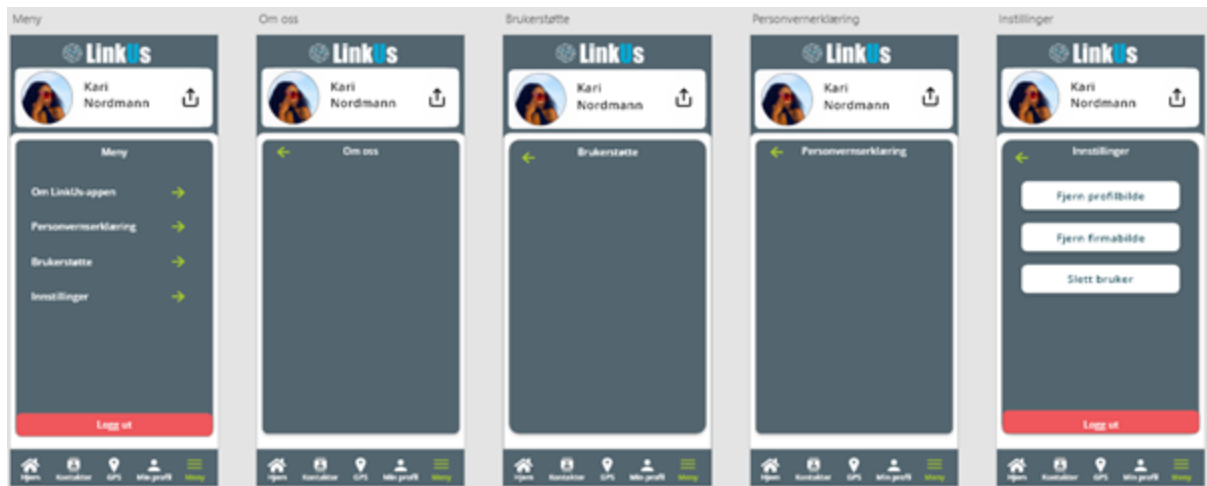 Meny
LinkUs
Kari
Nordmann
Meny
Om LinkUs-appen
Personvernserklæring
Brukerstøtte
Innstillinger
Logg ut
Hjem Kontakter GPS Min profil Meny
Om oss
LinkUs
Kari
Nordmann
Om oss
Hjem Kontakter GPS Min profil Meny
Brukerstøtte
LinkUs
Kari
Nordmann
Brukerstøtte
Hjem Kontakter GPS Min profil Meny
Personvernerklæring
LinkUs
Kari
Nordmann
Personvernserklæring
Hjem Kontakter GPS Min profil Meny
Instillinger
LinkUs
Kari
Nordmann
Innstillinger
Fjern profilbilde
Fjern firmabilde
Slett bruker
Logg ut
Hjem Kontakter GPS Min profil Meny